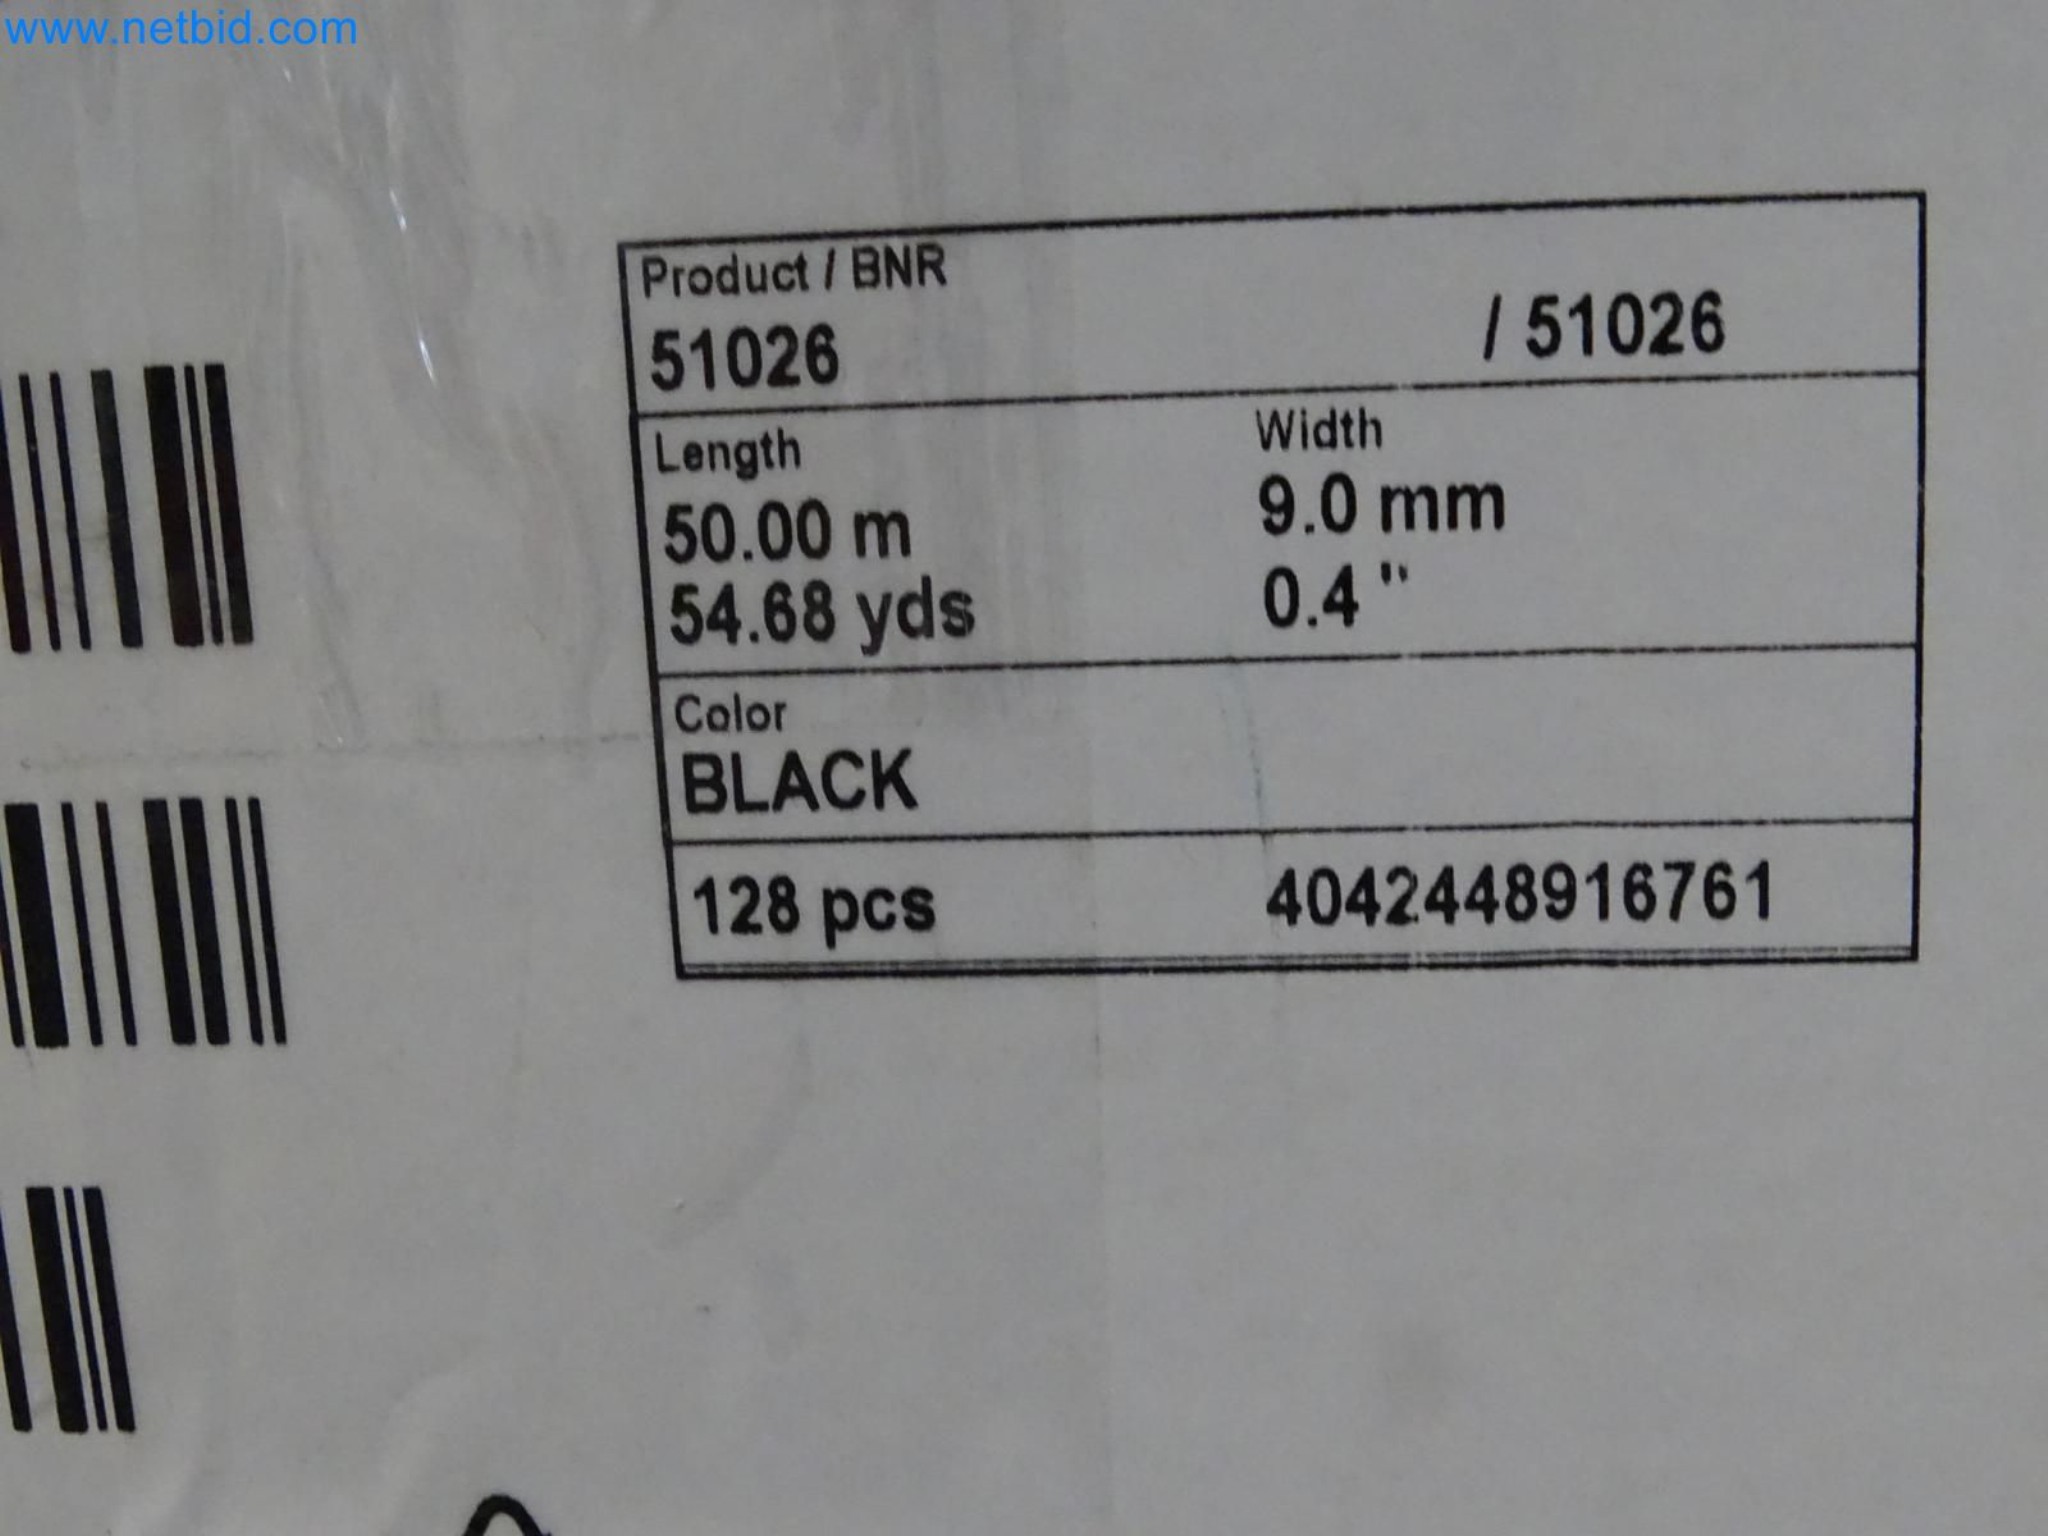 www.netbid.com
Product / BNR
51026 / 51026
Length Width
50.00 m 9.0 mm
54.68 yds 0.4 "
Color
BLACK
128 pcs 4042448916761